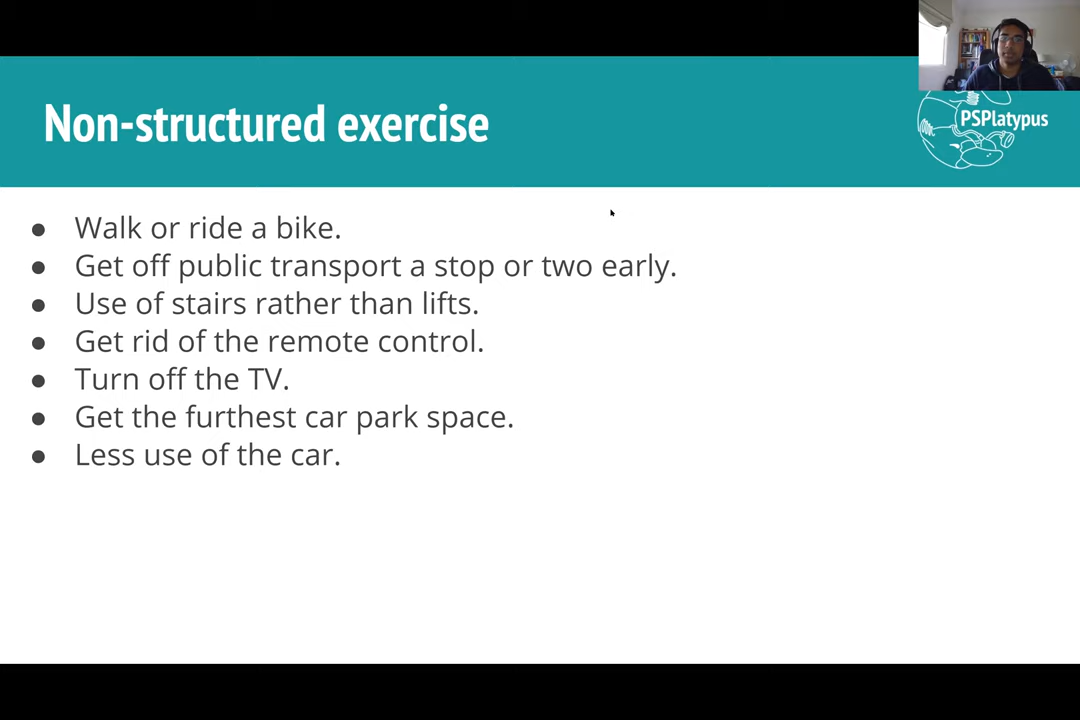 Non-structured exercise
PSPlatypus
● Walk or ride a bike.
● Get off public transport a stop or two early.
● Use of stairs rather than lifts.
● Get rid of the remote control.
● Turn off the TV.
● Get the furthest car park space.
● Less use of the car.